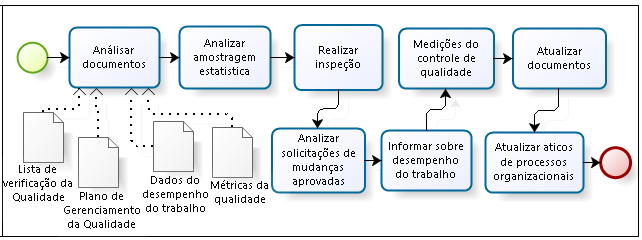 Análisar
documentos
Analizar
amostragem
estatistica
Realizar
inspeção
Medições do
controle de
qualidade
Atualizar
documentos
Analizar
solicitações de
mudanças
aprovadas
Informar sobre
desempenho
do trabalho
Atualizar aticos
de processos
organizacionais
Lista de
verificação da
Qualidade
Plano de
Gerenciamento
da Qualidade
Dados do
desempenho
do trabalho
Métricas da
qualidade